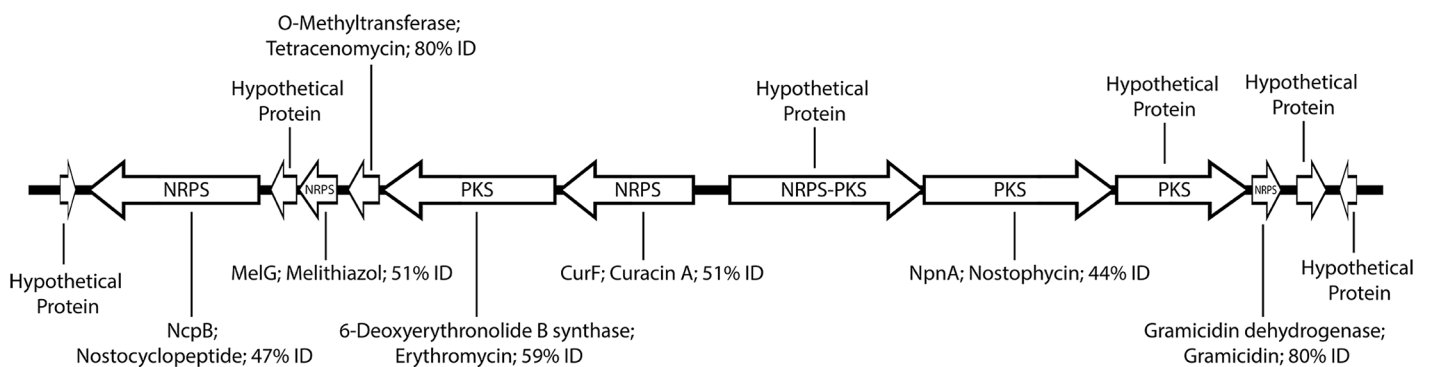 O-Methyltransferase;
Tetracenomycin; 80% ID
Hypothetical
Protein
Hypothetical
Protein
Hypothetical
Protein
Hypothetical
Protein
NRPS
NRPS
PKS
NRPS
NRPS-PKS
PKS
PKS
NRPS
Hypothetical
Protein
MelG; Melithiazol; 51% ID
CurF; Curacin A; 51% ID
NpnA; Nostophycin; 44% ID
Hypothetical
Protein
NcpB;
Nostocyclopeptide; 47% ID
6-Deoxyerythronolide B synthase;
Erythromycin; 59% ID
Gramicidin dehydrogenase;
Gramicidin; 80% ID